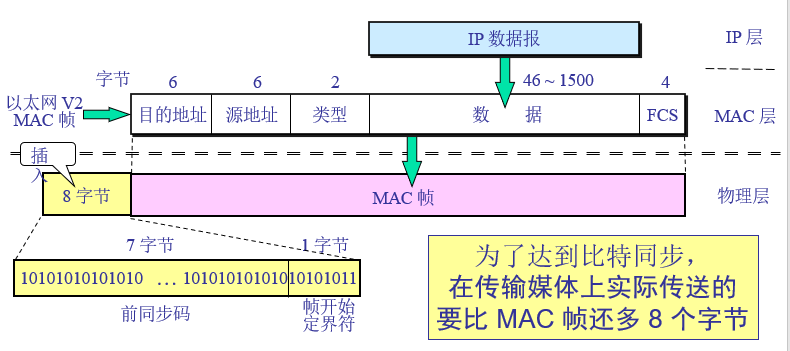 IP 数据报
IP 层
字节
6
6
2
46 ~ 1500
4
以太网 V2
MAC 帧
目的地址
源地址
类型
数 据
FCS
MAC 层
插
入
8 字节
MAC 帧
物理层
7 字节
1 字节
10101010101010 … 101010101010
10101011
前同步码
帧开始
定界符
为了达到比特同步，
在传输媒体上实际传送的
要比 MAC 帧还多 8 个字节